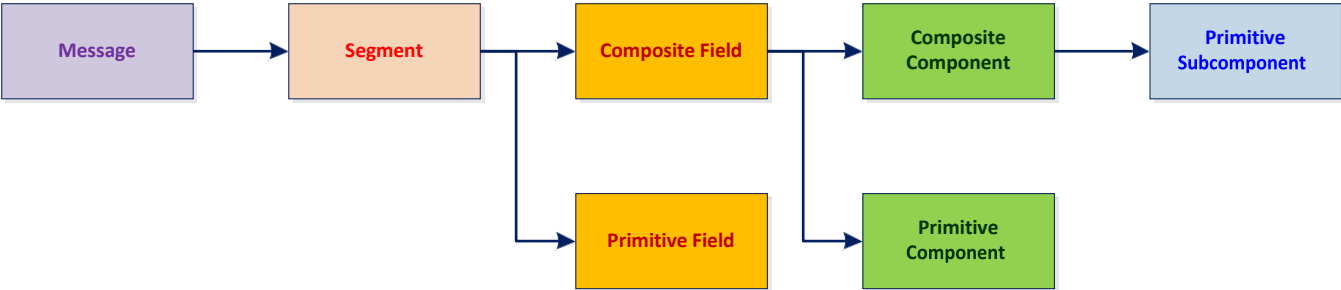 Message
Segment
Composite Field
Composite
Component
Primitive
Subcomponent
Primitive Field
Primitive
Component